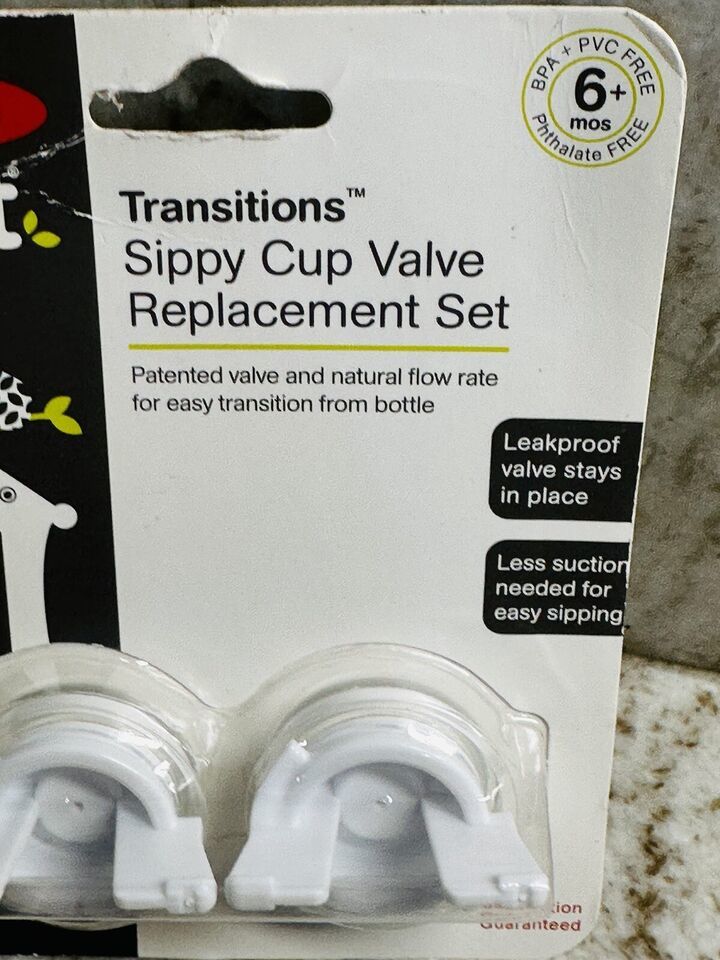 BPA + PVC FREE
6+
mos
Phthalate FREE
Transitions™
Sippy Cup Valve
Replacement Set
Patented valve and natural flow rate
for easy transition from bottle
Leakproof
valve stays
in place
Less suction
needed for
easy sipping
Guaranteed